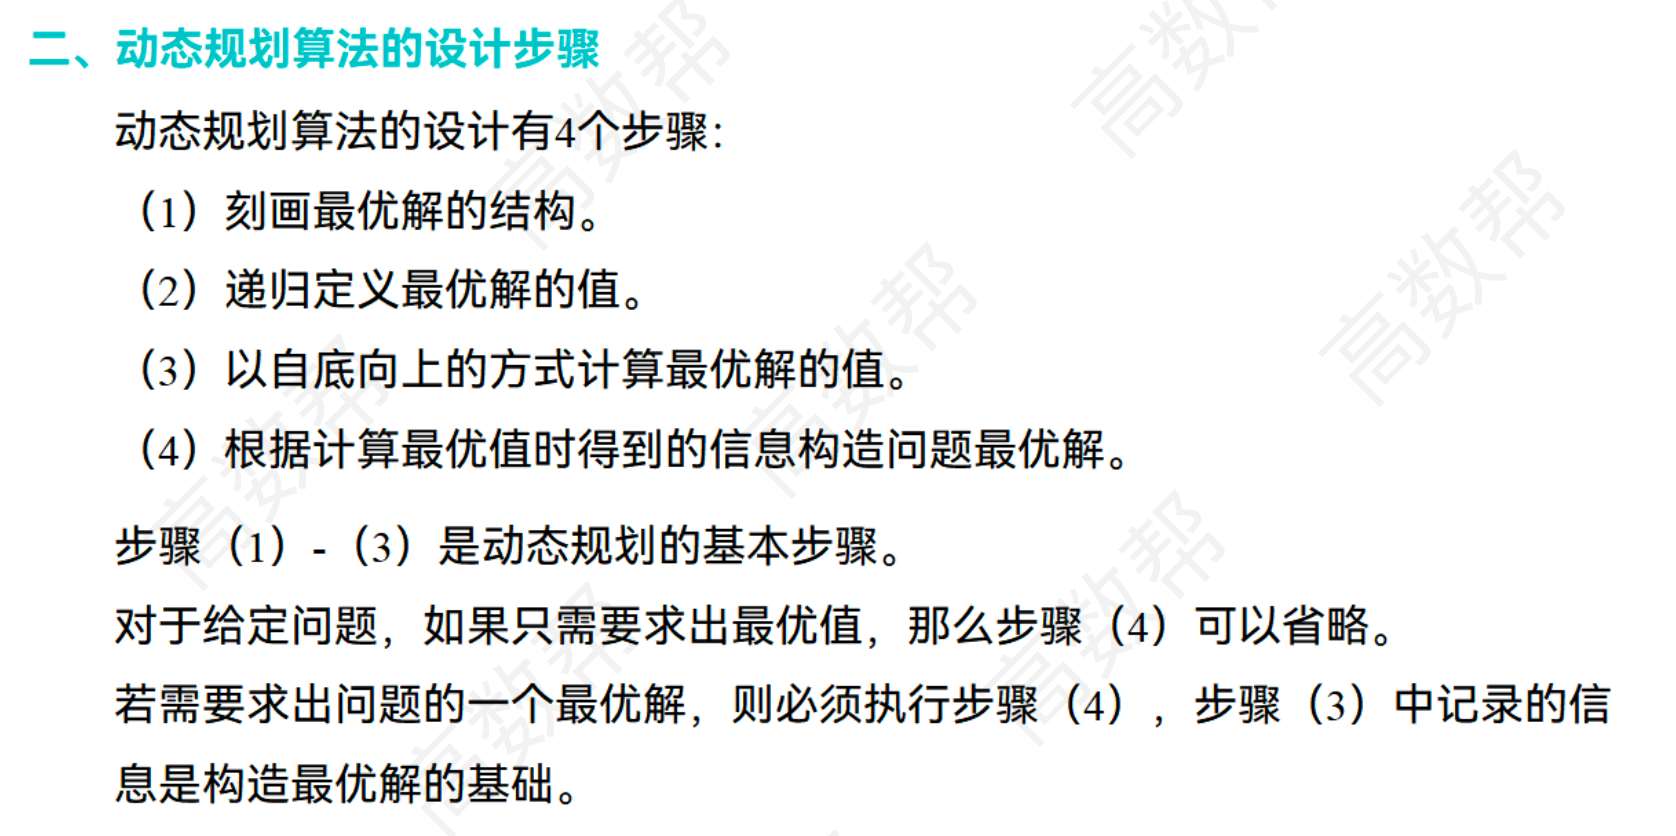 二、动态规划算法的设计步骤
动态规划算法的设计有4个步骤：
（1）刻画最优解的结构。
（2）递归定义最优解的值。
（3）以自底向上的方式计算最优解的值。
（4）根据计算最优值时得到的信息构造问题最优解。
步骤（1）-（3）是动态规划的基本步骤。
对于给定问题，如果只需要求出最优值，那么步骤（4）可以省略。
若需要求出问题的一个最优解，则必须执行步骤（4），步骤（3）中记录的信
息是构造最优解的基础。
高数帮
高数帮
高数帮
高数帮
高数帮
高数帮
高数帮